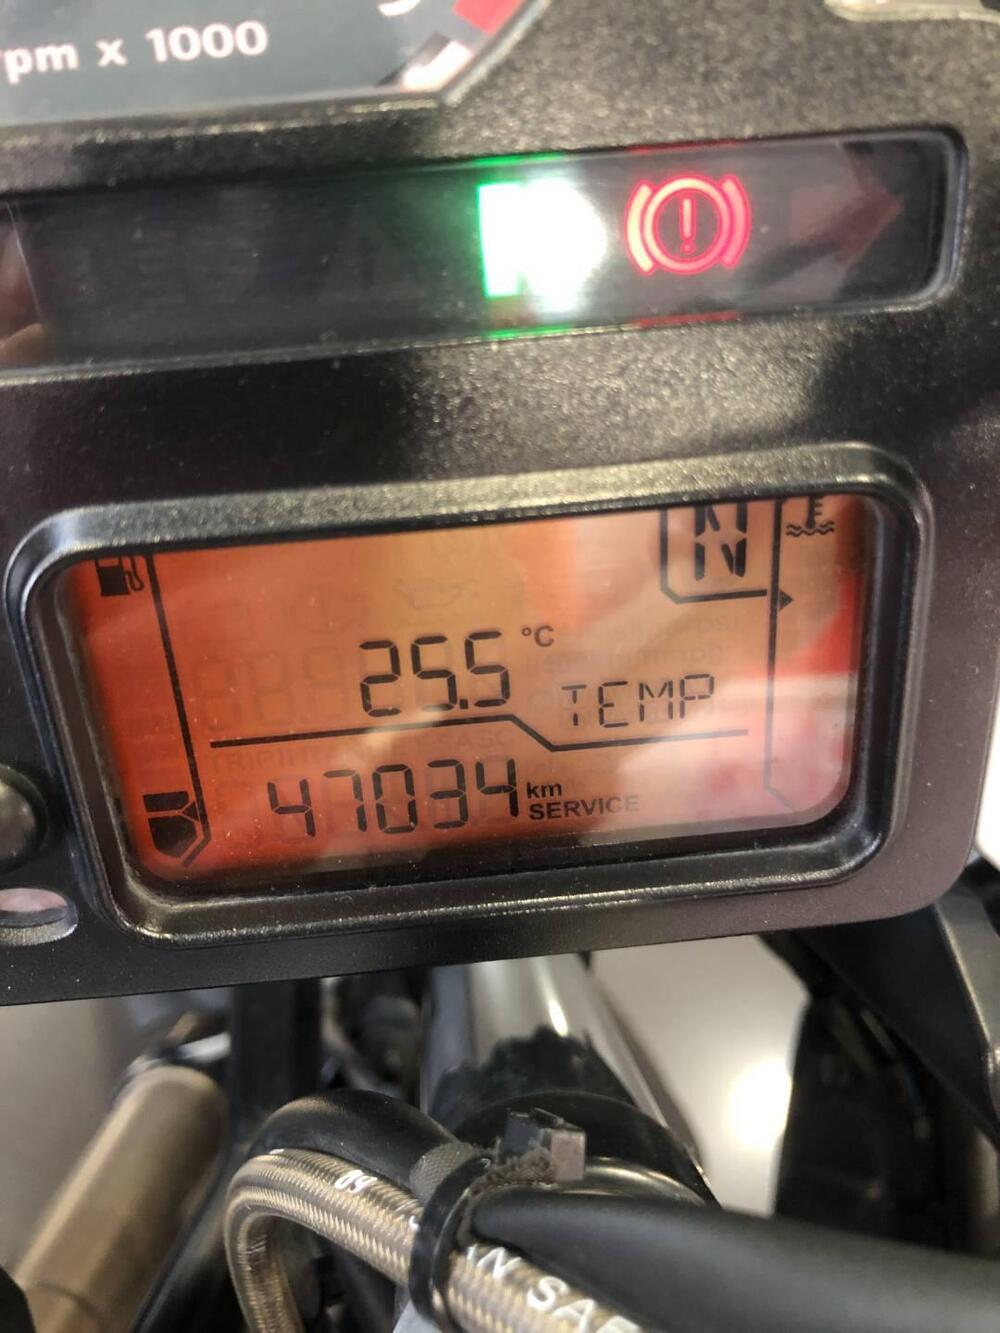 rpm x 1000
N
N
25.5 °C
TEMP
47034 km
SERVICE